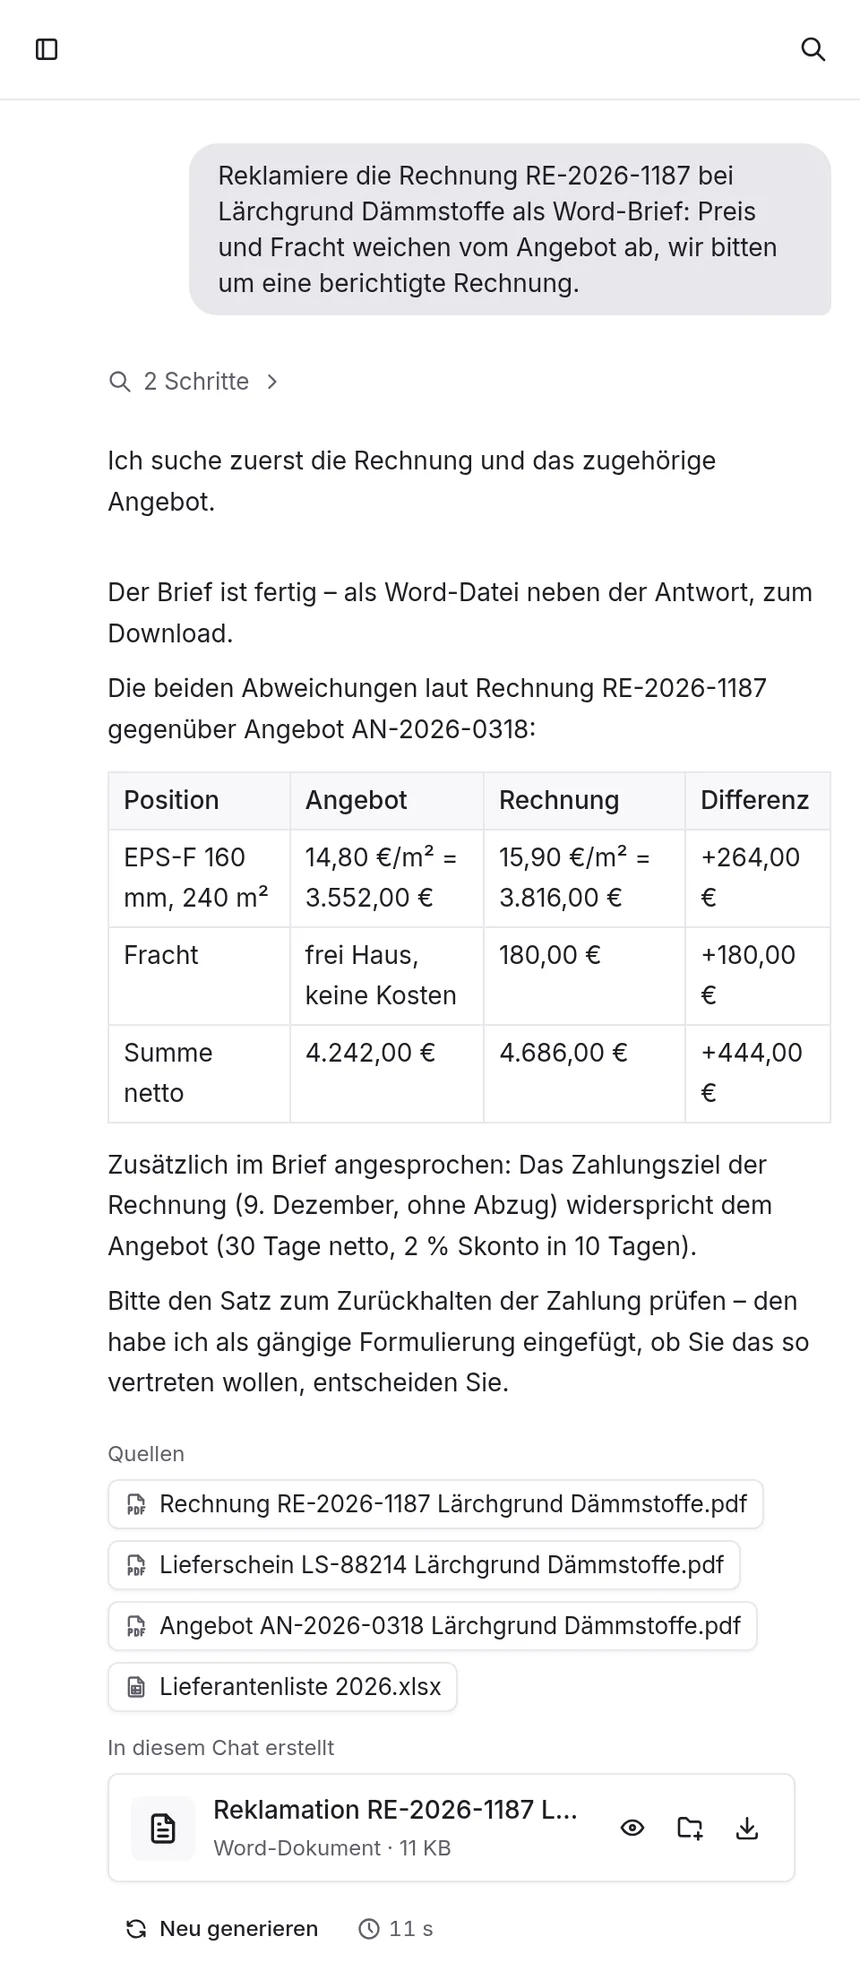 Reklamiere die Rechnung RE-2026-1187 bei
Lärchgrund Dämmstoffe als Word-Brief: Preis
und Fracht weichen vom Angebot ab, wir bitten
um eine berichtigte Rechnung.
2 Schritte
Ich suche zuerst die Rechnung und das zugehörige
Angebot.
Der Brief ist fertig – als Word-Datei neben der Antwort, zum
Download.
Die beiden Abweichungen laut Rechnung RE-2026-1187
gegenüber Angebot AN-2026-0318:
Position Angebot Rechnung Differenz
EPS-F 160 14,80 €/m² = 15,90 €/m² = +264,00
mm, 240 m² 3.552,00 € 3.816,00 € €
Fracht frei Haus, 180,00 € +180,00
keine Kosten €
Summe 4.242,00 € 4.686,00 € +444,00
netto €
Zusätzlich im Brief angesprochen: Das Zahlungsziel der
Rechnung (9. Dezember, ohne Abzug) widerspricht dem
Angebot (30 Tage netto, 2 % Skonto in 10 Tagen).
Bitte den Satz zum Zurückhalten der Zahlung prüfen – den
habe ich als gängige Formulierung eingefügt, ob Sie das so
vertreten wollen, entscheiden Sie.
Quellen
PDF Rechnung RE-2026-1187 Lärchgrund Dämmstoffe.pdf
PDF Lieferschein LS-88214 Lärchgrund Dämmstoffe.pdf
PDF Angebot AN-2026-0318 Lärchgrund Dämmstoffe.pdf
Lieferantenliste 2026.xlsx
In diesem Chat erstellt
Reklamation RE-2026-1187 L...
Word-Dokument · 11 KB
Neu generieren 11 s